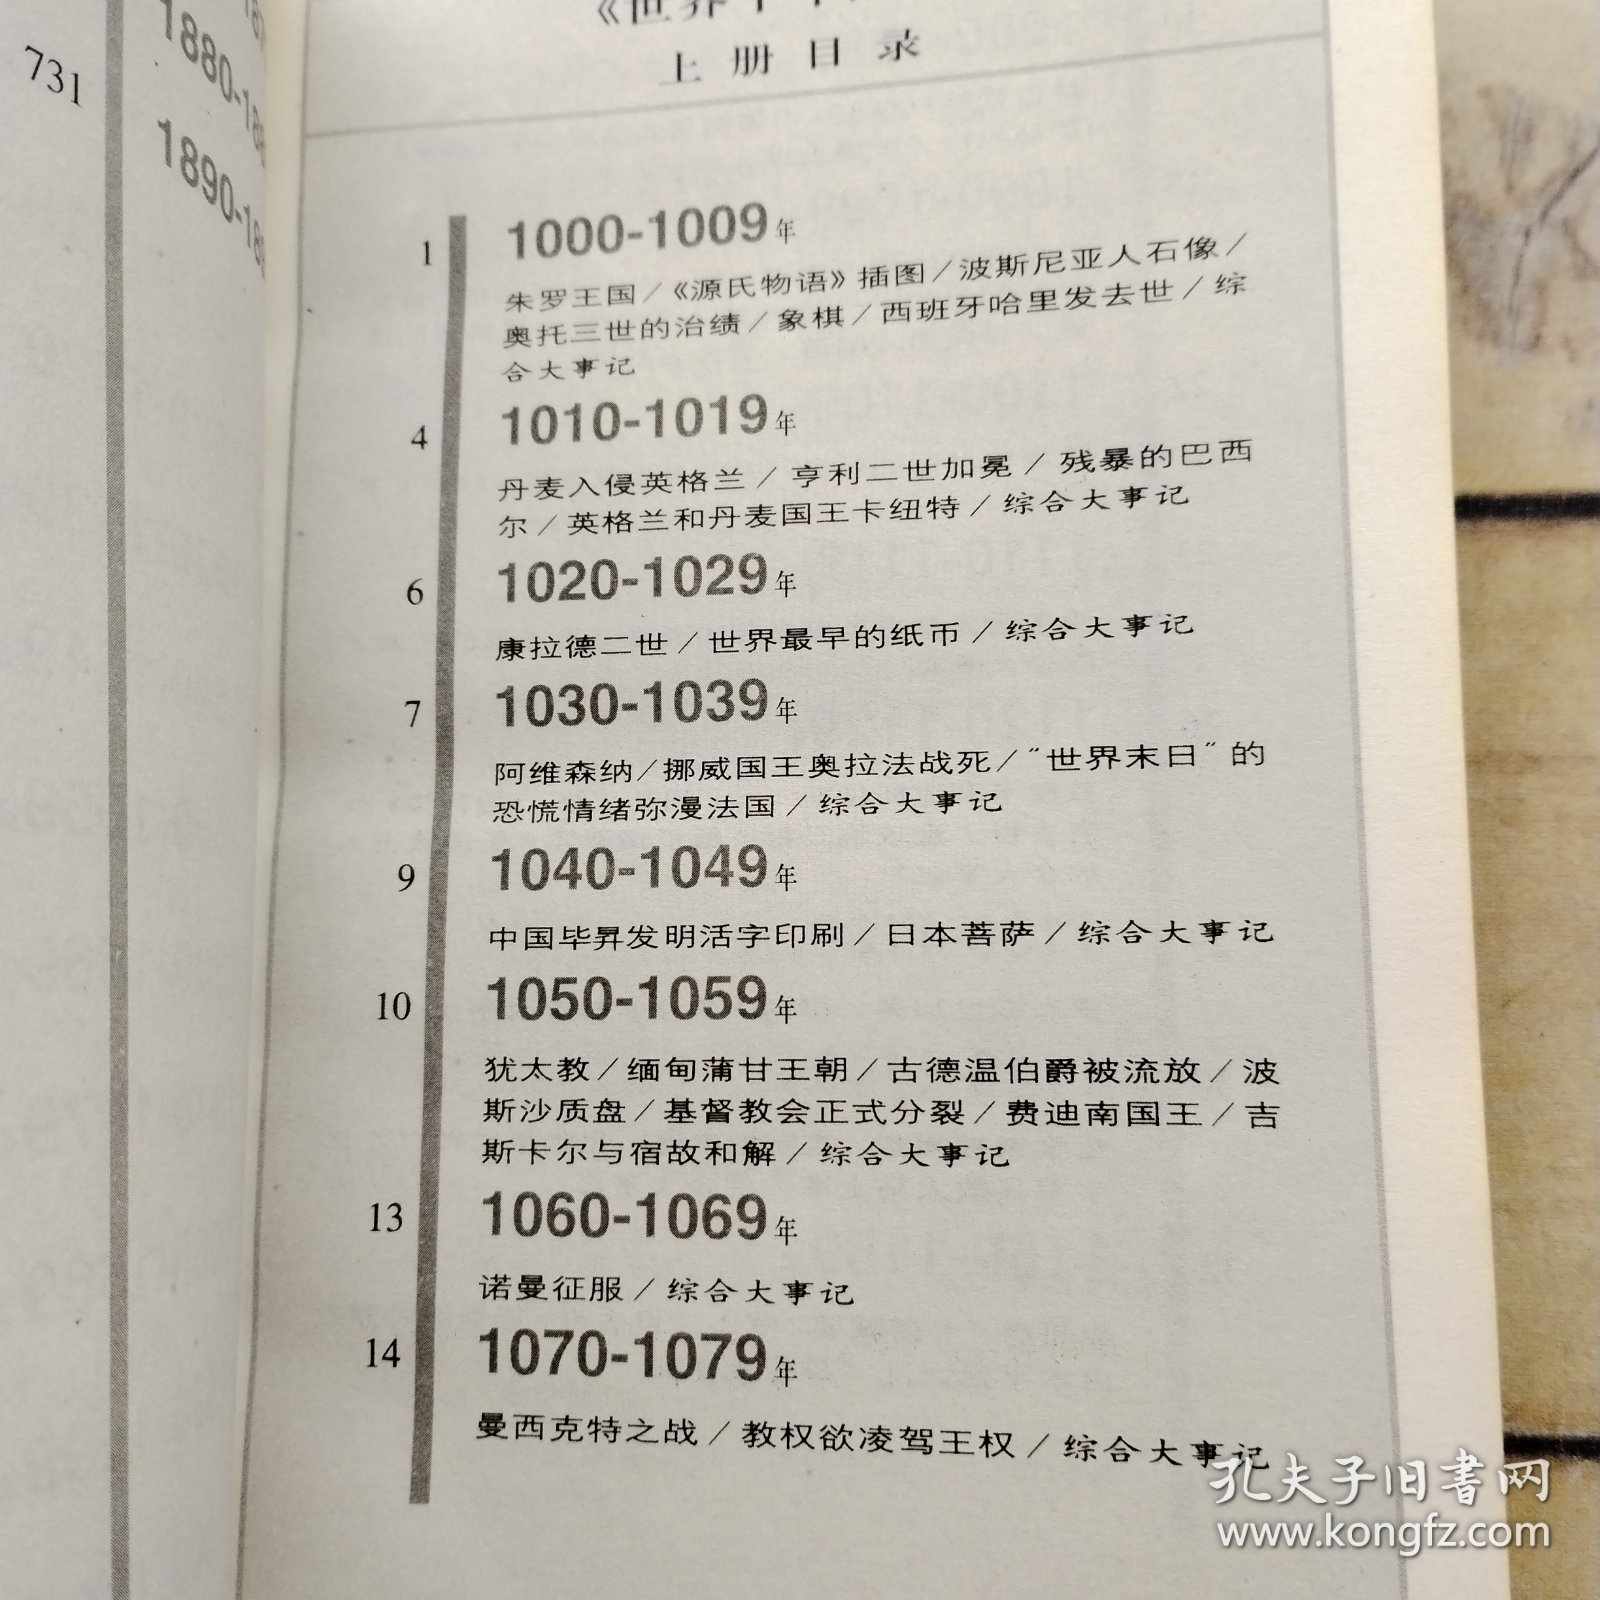 731
1880-18
1890-18
《世界千年
上册目录
1 1000-1009年
朱罗王国/《源氏物语》插图/波斯尼亚人石像/
奥托三世的治绩/象棋/西班牙哈里发去世/综
合大事记
4 1010-1019年
丹麦入侵英格兰/亨利二世加冕/残暴的巴西
尔/英格兰和丹麦国王卡纽特/综合大事记
6 1020-1029年
康拉德二世/世界最早的纸币/综合大事记
7 1030-1039年
阿维森纳/挪威国王奥拉法战死/“世界末日”的
恐慌情绪弥漫法国/综合大事记
9 1040-1049年
中国毕昇发明活字印刷/日本菩萨/综合大事记
10 1050-1059年
犹太教/缅甸蒲甘王朝/古德温伯爵被流放/波
斯沙质盘/基督教会正式分裂/费迪南国王/吉
斯卡尔与宿故和解/综合大事记
13 1060-1069年
诺曼征服/综合大事记
14 1070-1079年
曼西克特之战/教权欲凌驾王权/综合大事记
孔夫子旧书网
www.kongfz.com